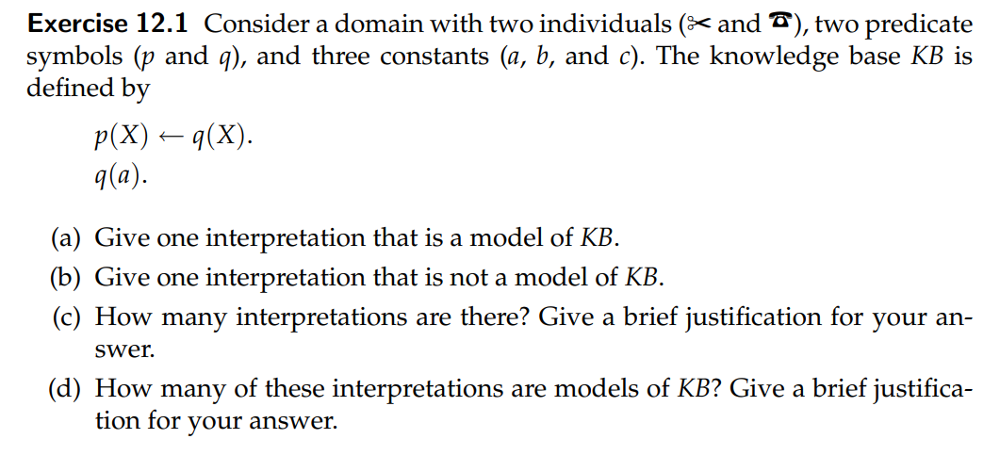 Exercise 12.1 Consider a domain with two individuals (✂ and ☎), two predicate
symbols (p and q), and three constants (a, b, and c). The knowledge base KB is
defined by
p(X) ← q(X).
q(a).
(a) Give one interpretation that is a model of KB.
(b) Give one interpretation that is not a model of KB.
(c) How many interpretations are there? Give a brief justification for your an-
swer.
(d) How many of these interpretations are models of KB? Give a brief justifica-
tion for your answer.